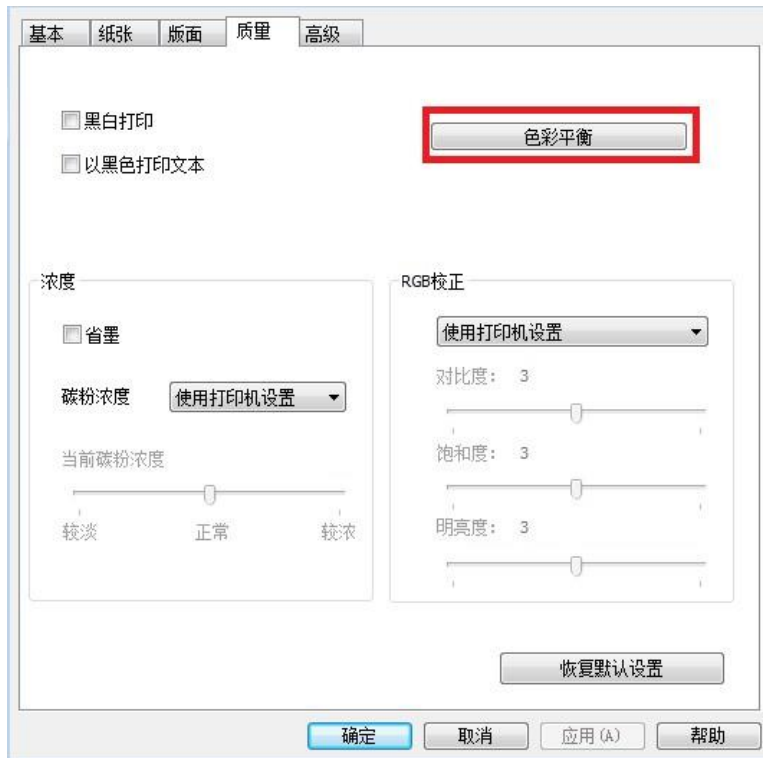 基本 纸张 版面 质量 高级
黑白打印
色彩平衡
以黑色打印文本
浓度
省墨
碳粉浓度 使用打印机设置
当前碳粉浓度
较淡 正常 较浓
RGB校正
使用打印机设置
对比度: 3
饱和度: 3
明亮度: 3
恢复默认设置
确定 取消 应用(A) 帮助